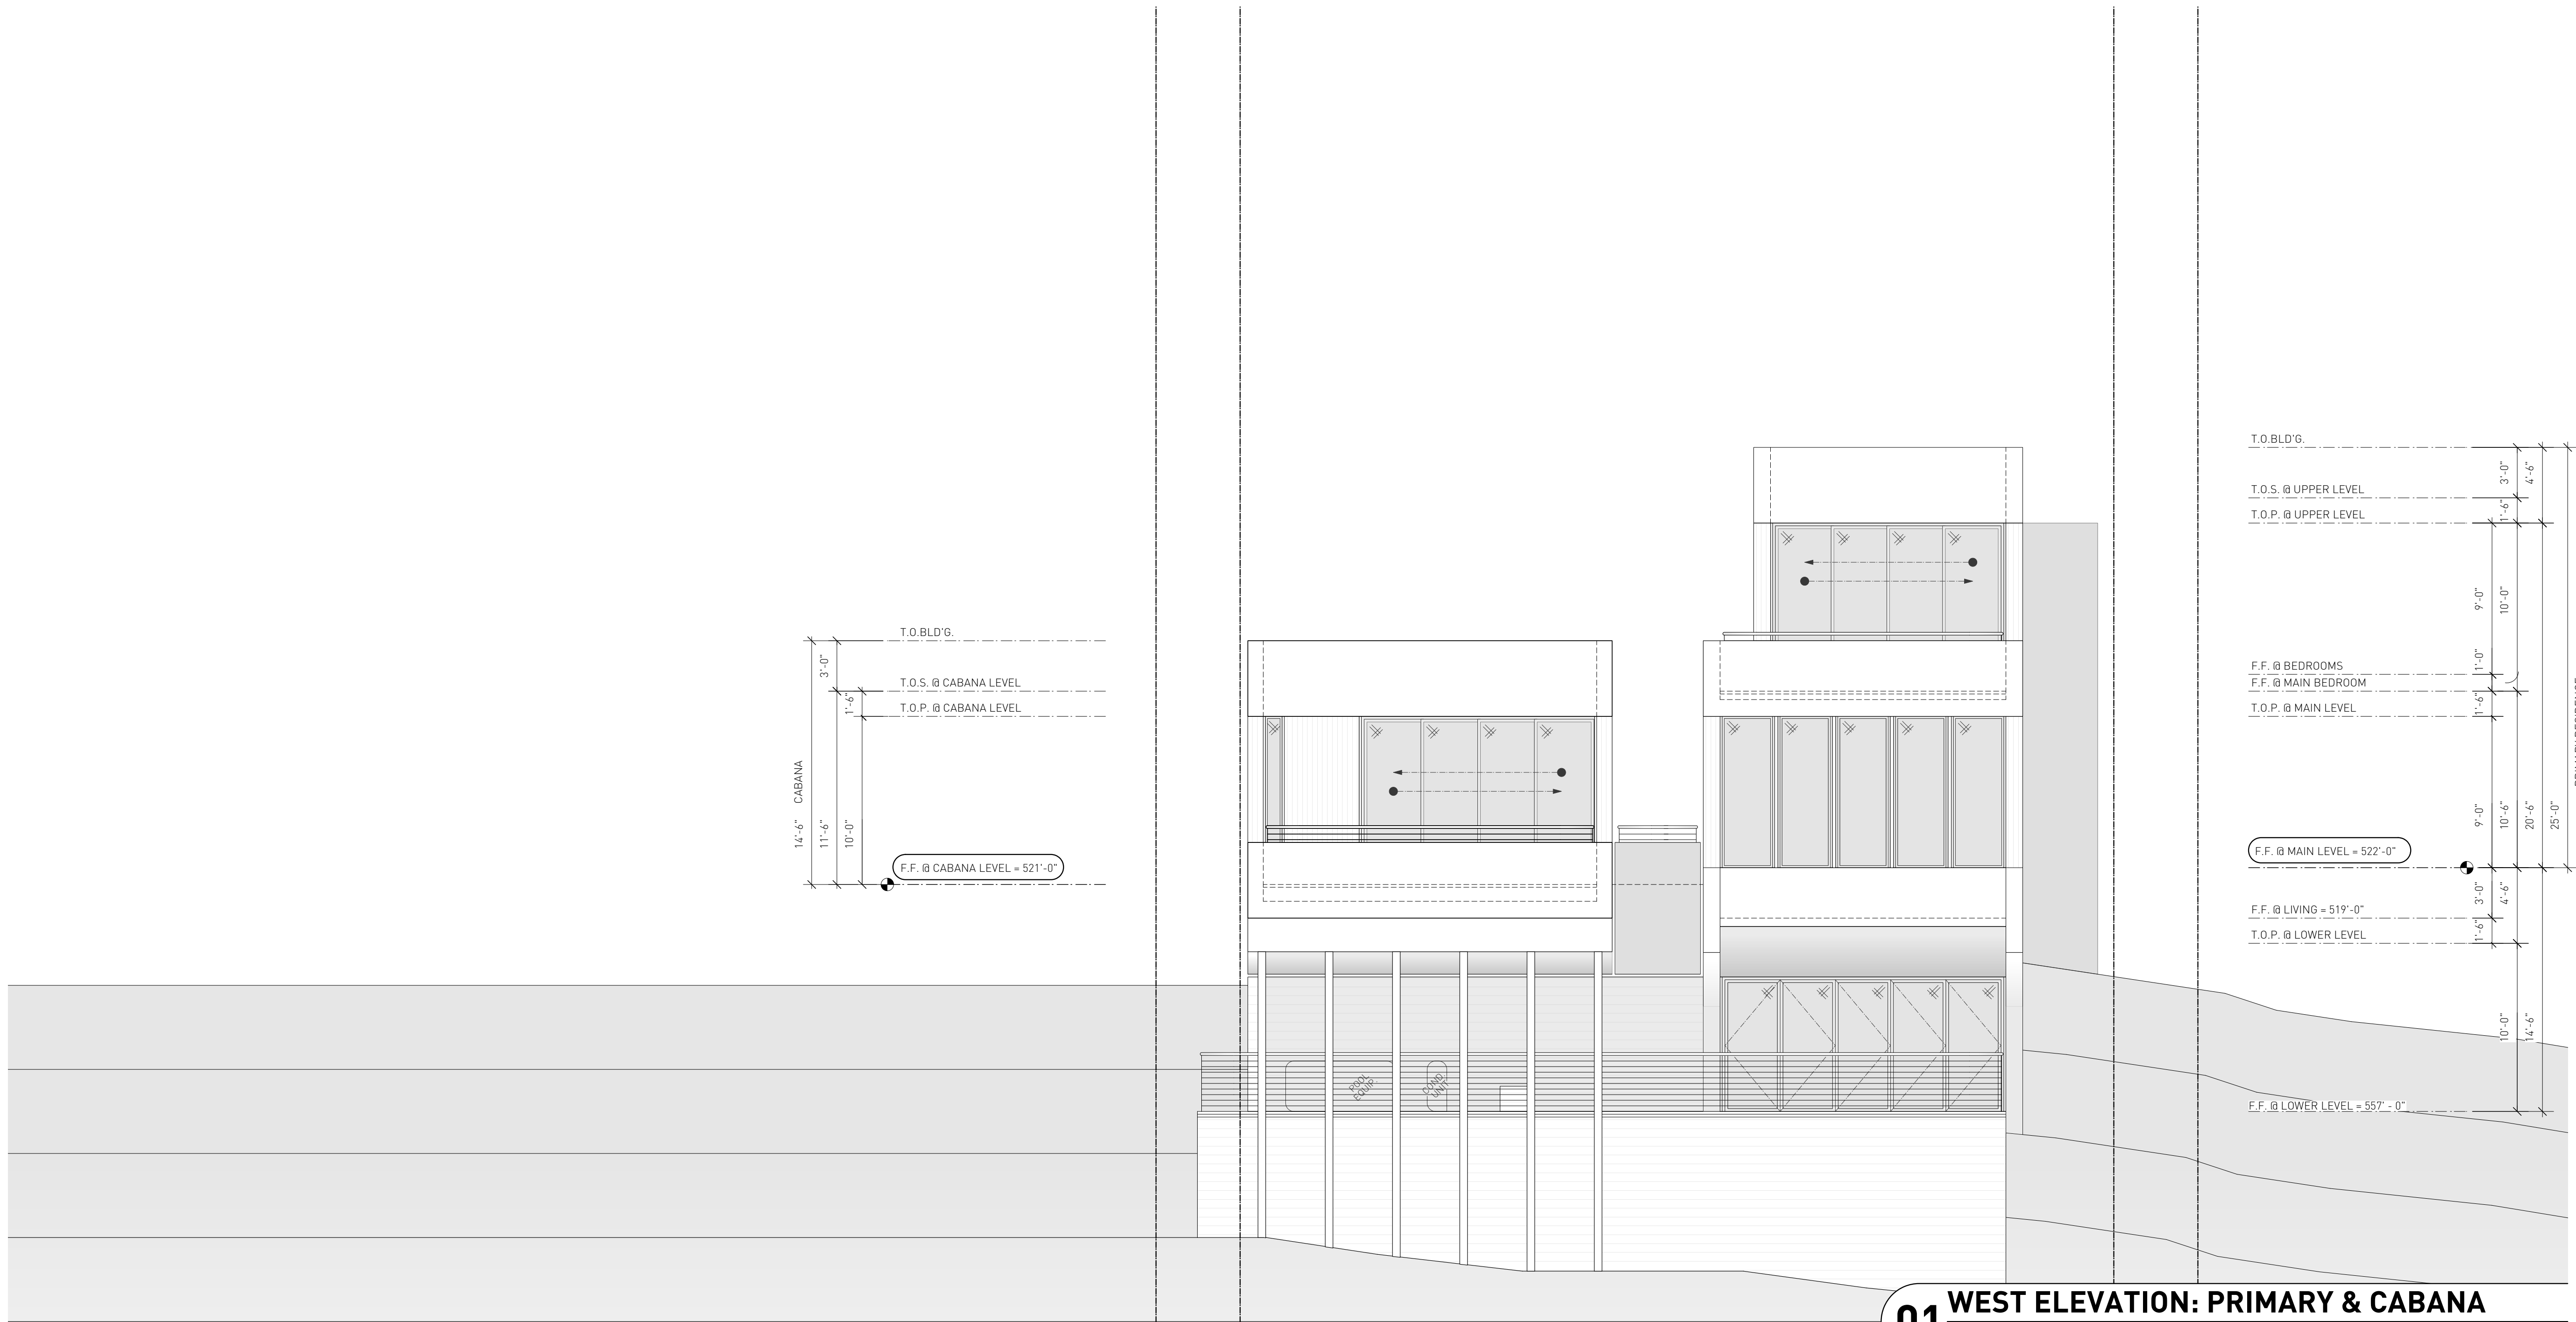 T.O.BLD'G.
3'-0"
4'-6"
T.O.S. @ UPPER LEVEL
1'-6"
T.O.P. @ UPPER LEVEL
9'-0"
10'-0"
T.O.BLD'G.
3'-0"
T.O.S. @ CABANA LEVEL
1'-6"
T.O.P. @ CABANA LEVEL
14'-6" CABANA
11'-6"
10'-0"
F.F. @ CABANA LEVEL = 521'-0"
F.F. @ BEDROOMS
1'-0"
F.F. @ MAIN BEDROOM
1'-6"
T.O.P. @ MAIN LEVEL
9'-0"
10'-6"
20'-6"
25'-0"
F.F. @ MAIN LEVEL = 522'-0"
3'-0"
4'-6"
F.F. @ LIVING = 519'-0"
1'-6"
T.O.P. @ LOWER LEVEL
10'-0"
14'-6"
POOL
EQUIP.
COND.
UNIT
F.F. @ LOWER LEVEL = 557' - 0"
01
WEST ELEVATION: PRIMARY & CABANA